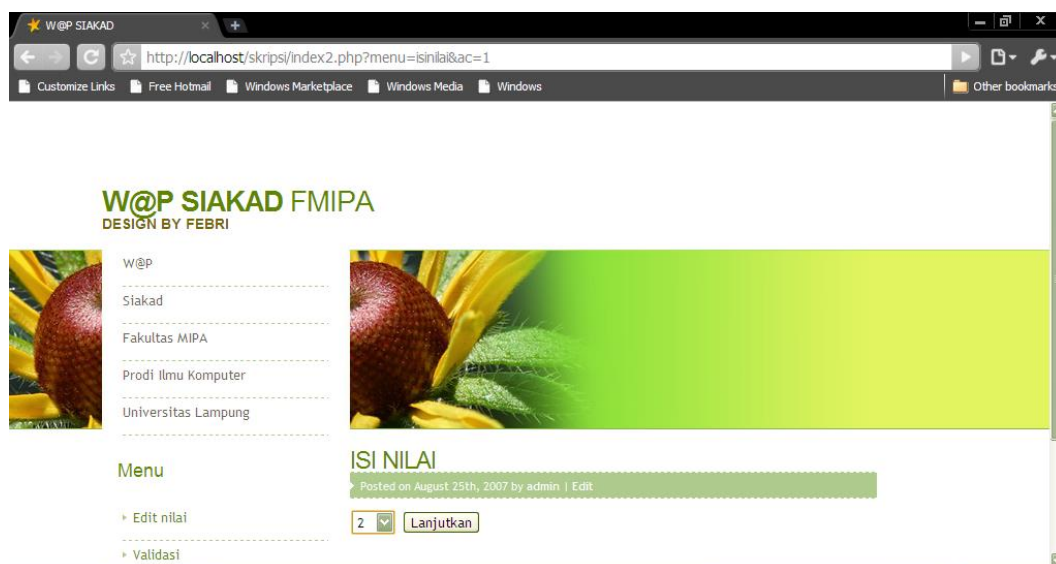 W@P SIAKAD
http://localhost/skripsi/index2.php?menu=isinilai&ac=1
Customize Links Free Hotmail Windows Marketplace Windows Media Windows Other bookmarks
W@P SIAKAD FMIPA
DESIGN BY FEBRI
W@P
Siakad
Fakultas MIPA
Prodi Ilmu Komputer
Universitas Lampung
Menu
Edit nilai
Validasi
ISI NILAI
Posted on August 25th, 2007 by admin | Edit
2 Lanjutkan